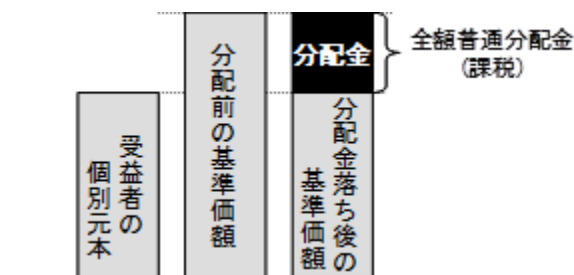 受益者の
個別元本
分配前の基準価額
分配金
分配金落ち後の
基準価額
全額普通分配金
(課税)